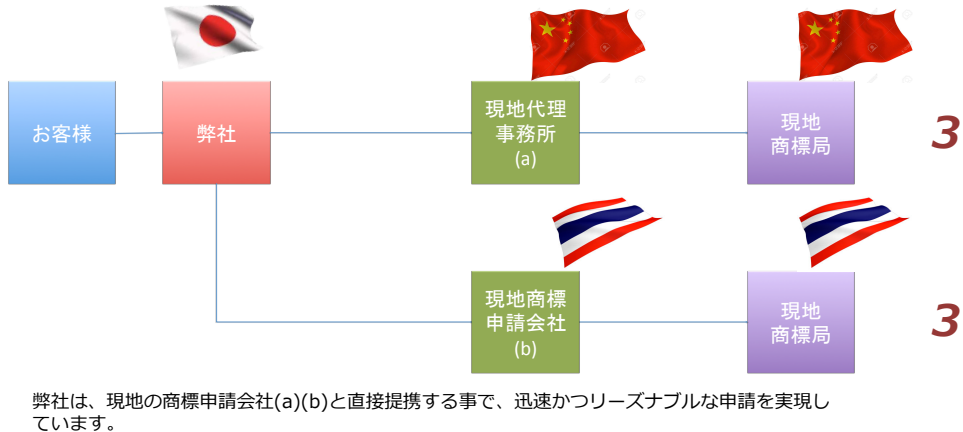 お客様
弊社
現地代理
事務所
(a)
現地
商標局
3
現地商標
申請会社
(b)
現地
商標局
3
弊社は、現地の商標申請会社(a)(b)と直接提携する事で、迅速かつリーズナブルな申請を実現し
ています。